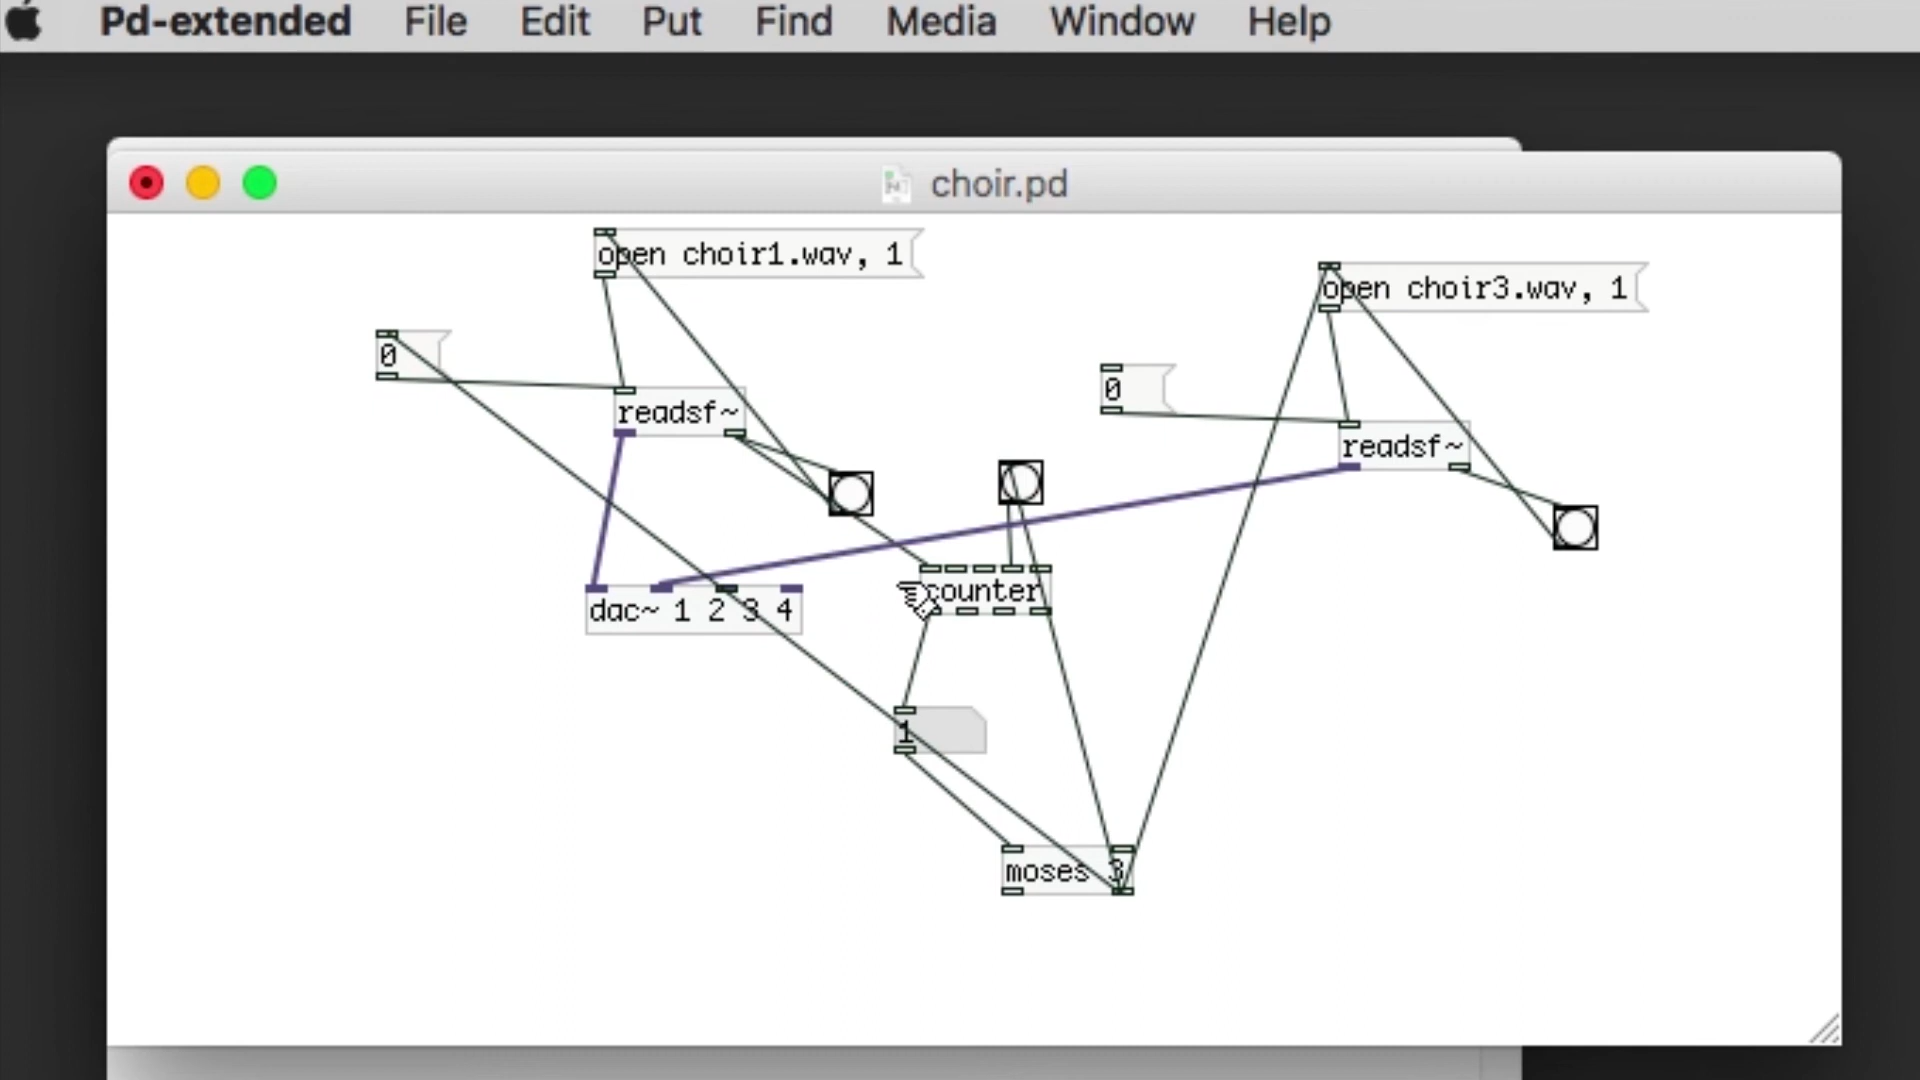 Pd-extended File Edit Put Find Media Window Help
choir.pd
open choir1.wav, 1
open choir3.wav, 1
0
0
readsf~
readsf~
counter
dac~ 1 2 3 4
1
moses 3